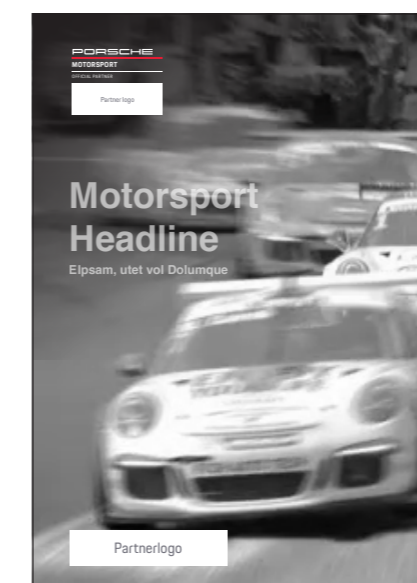 PORSCHE
MOTORSPORT
OFFICIAL PARTNER
Partnerlogo
Motorsport
Headline
Elpsam, utet vol Dolumque
Partnerlogo